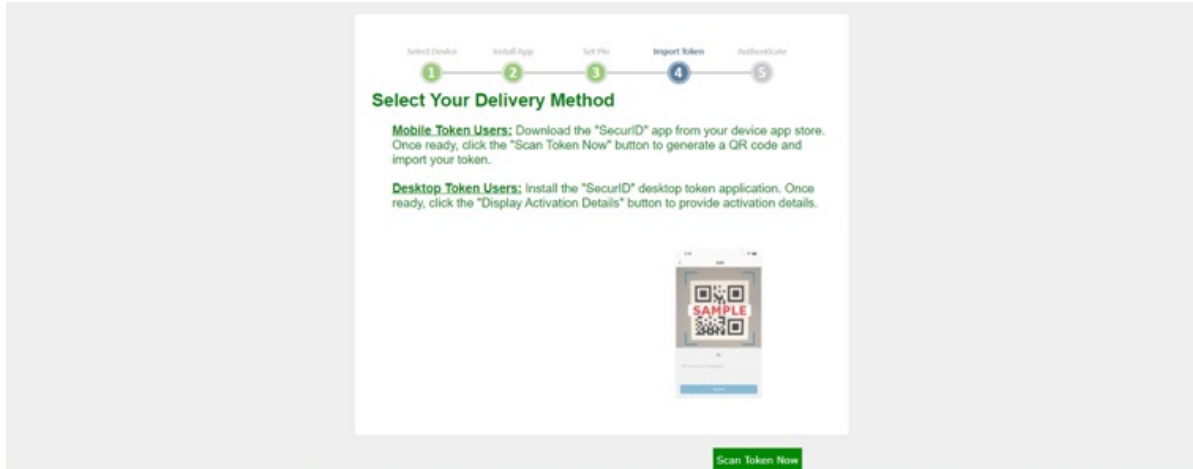 Select Device Install App Set Pin Import Token Authenticate
1 2 3 4 5
Select Your Delivery Method
Mobile Token Users: Download the "SecurID" app from your device app store.
Once ready, click the "Scan Token Now" button to generate a QR code and
import your token.
Desktop Token Users: Install the "SecurID" desktop token application. Once
ready, click the "Display Activation Details" button to provide activation details.
SAMPLE
Scan Token Now